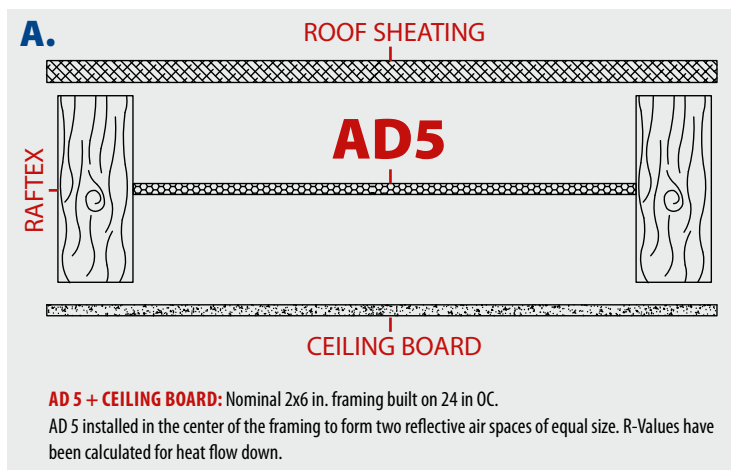 A.
ROOF SHEATING
AD5
RAFTEX
CEILING BOARD
AD 5 + CEILING BOARD: Nominal 2x6 in. framing built on 24 in OC.
AD 5 installed in the center of the framing to form two reflective air spaces of equal size. R-Values have
been calculated for heat flow down.